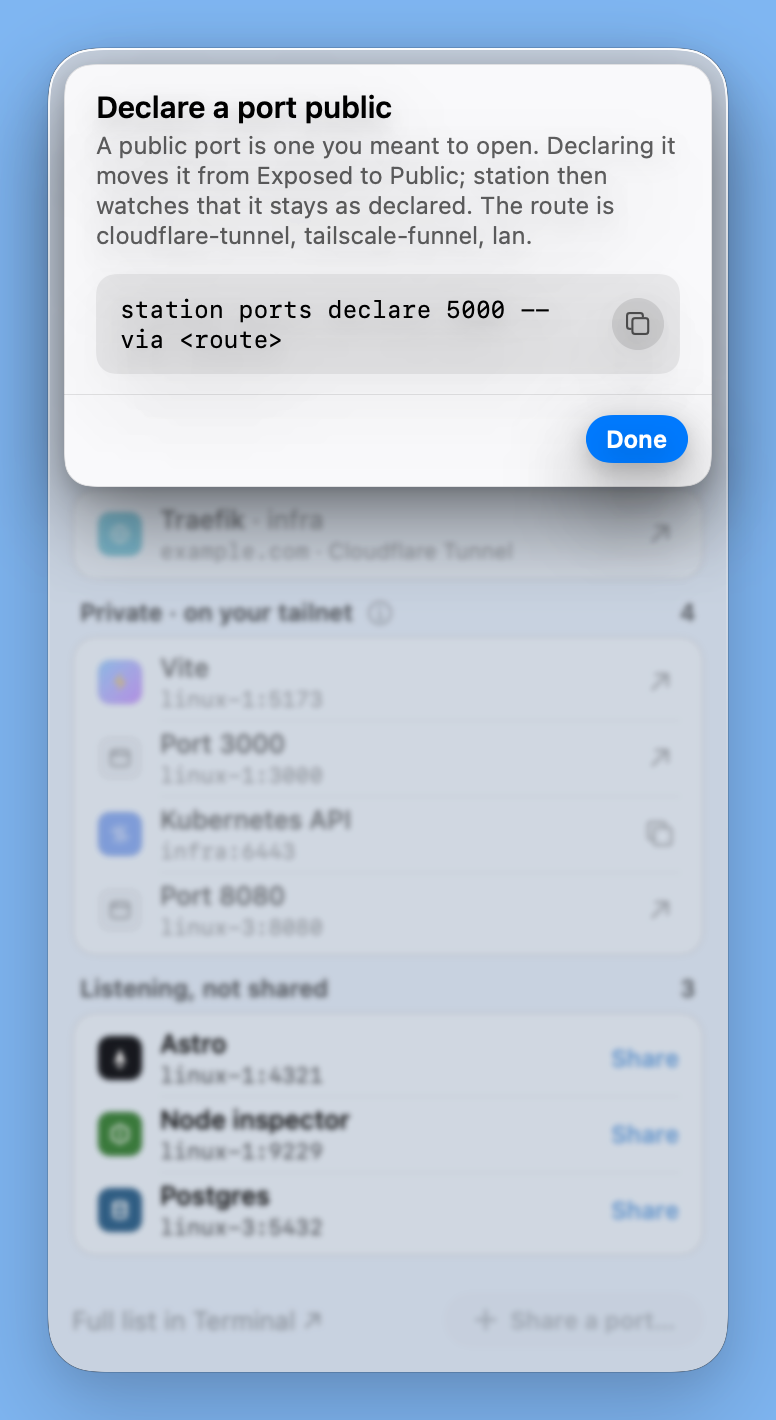 Declare a port public
A public port is one you meant to open. Declaring it
moves it from Exposed to Public; station then
watches that it stays as declared. The route is
cloudflare-tunnel, tailscale-funnel, lan.
station ports declare 5000 --
via <route>
Done
Traefik · infra
example.com · Cloudflare Tunnel
Private · on your tailnet 4
Vite
linux-1:5173
Port 3000
linux-1:3000
Kubernetes API
infra:6443
Port 8080
linux-3:8080
Listening, not shared 3
Astro
linux-1:4321
Share
Node inspector
linux-1:9229
Share
Postgres
linux-3:5432
Share
Full list in Terminal ↗
+ Share a port...